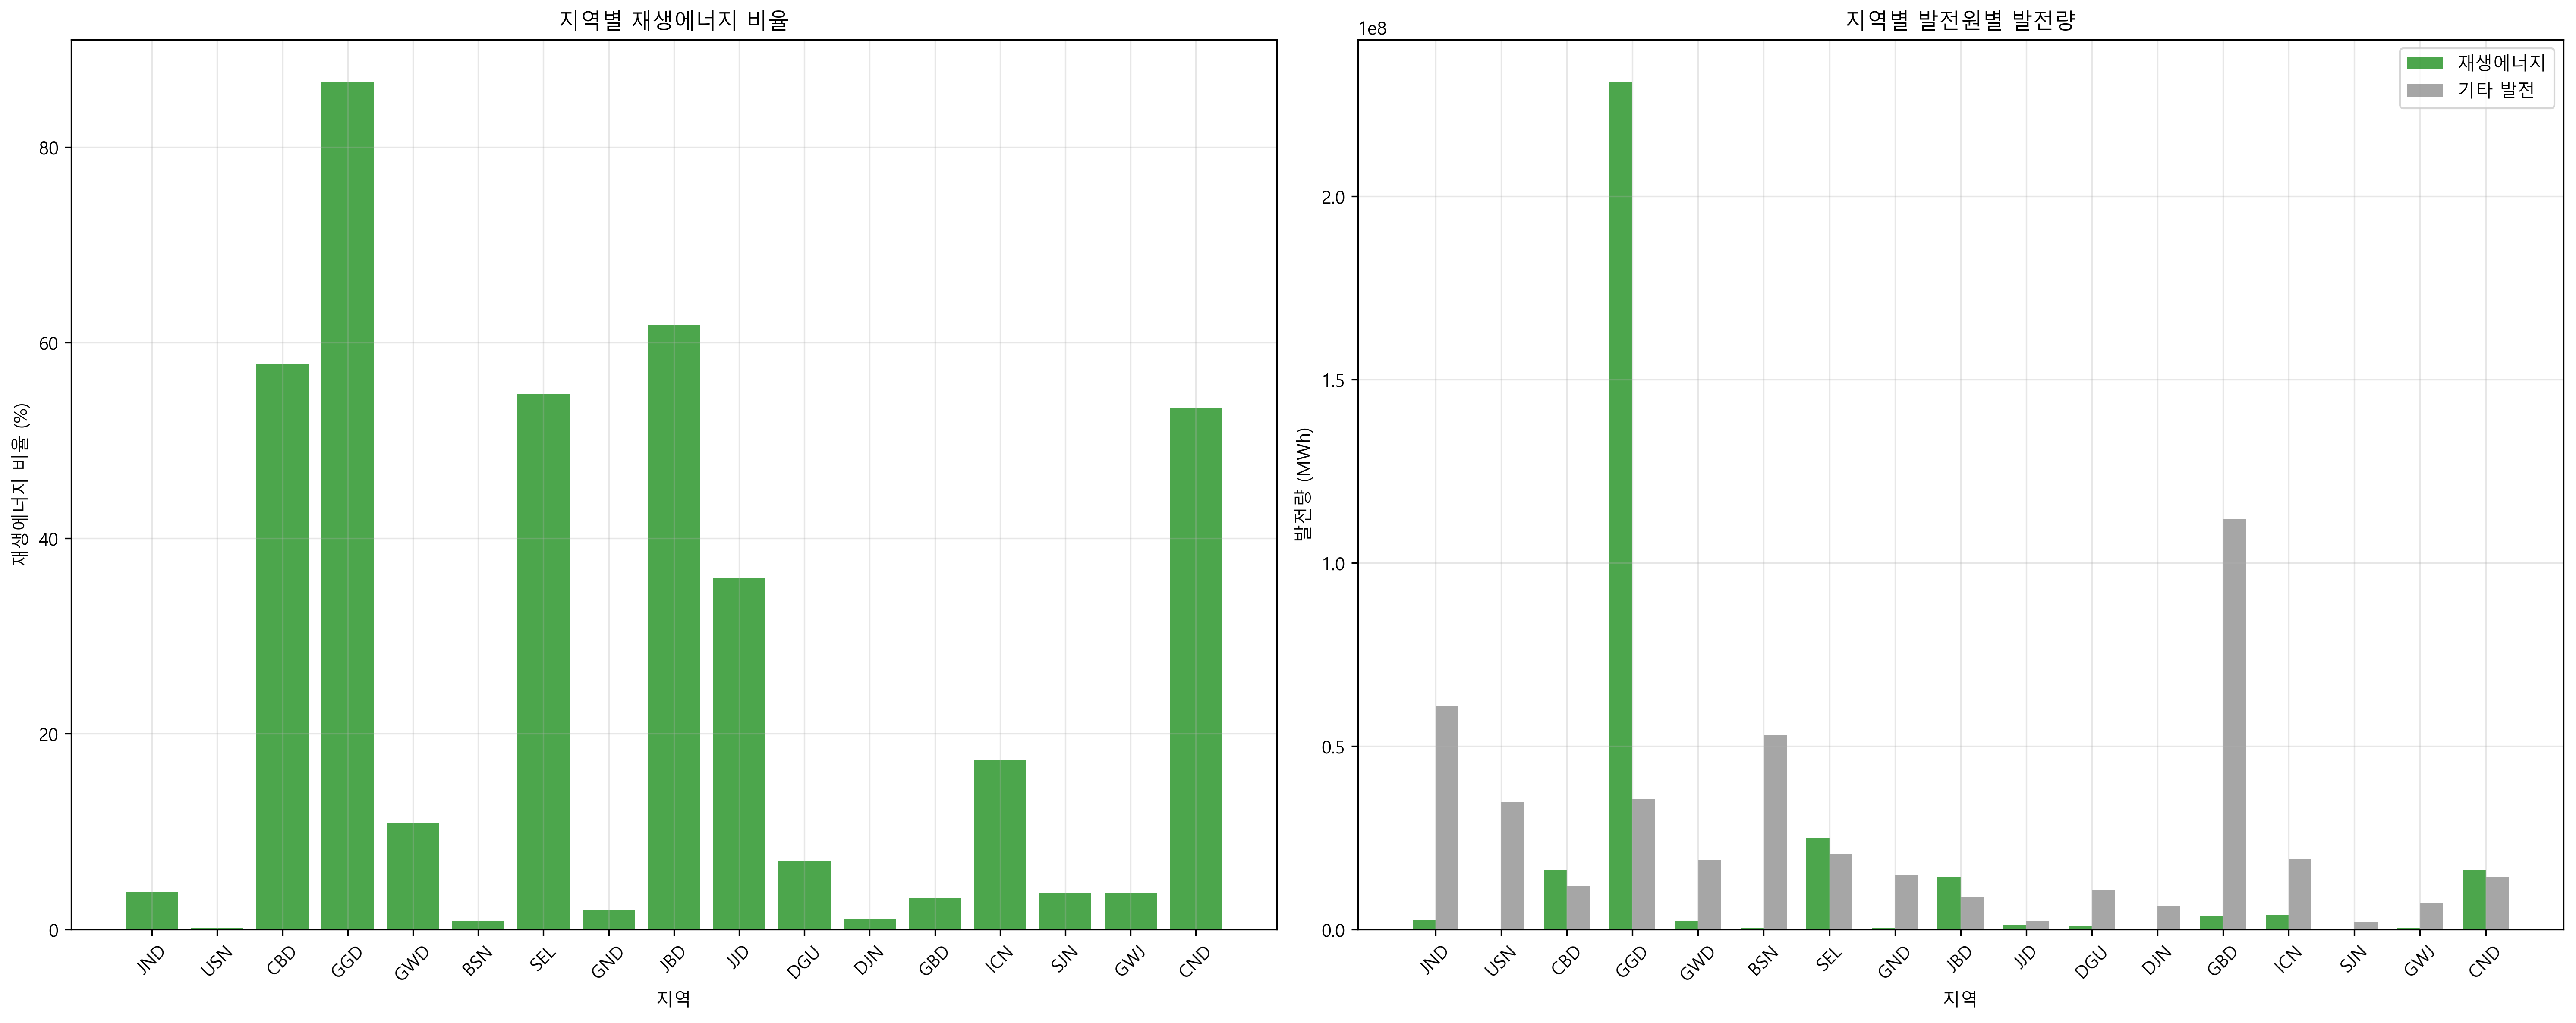 지역별 재생에너지 비율
재생에너지 비율 (%)
80
60
40
20
0
JND USN CBD GGD GWD BSN SEL GND JBD JJD DGU DJN GBD ICN SJN GWJ CND
지역
지역별 발전원별 발전량
1e8
재생에너지
기타 발전
발전량 (MWh)
2.0
1.5
1.0
0.5
0.0
JND USN CBD GGD GWD BSN SEL GND JBD JJD DGU DJN GBD ICN SJN GWJ CND
지역